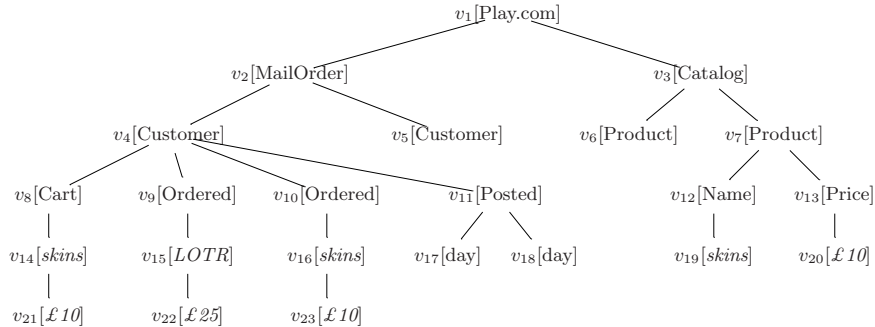 v1[Play.com]
v2[MailOrder] v3[Catalog]
v4[Customer] v5[Customer] v6[Product] v7[Product]
v8[Cart] v9[Ordered] v10[Ordered] v11[Posted] v12[Name] v13[Price]
v14[skins] v15[LOTR] v16[skins] v17[day] v18[day] v19[skins] v20[£10]
v21[£10] v22[£25] v23[£10]